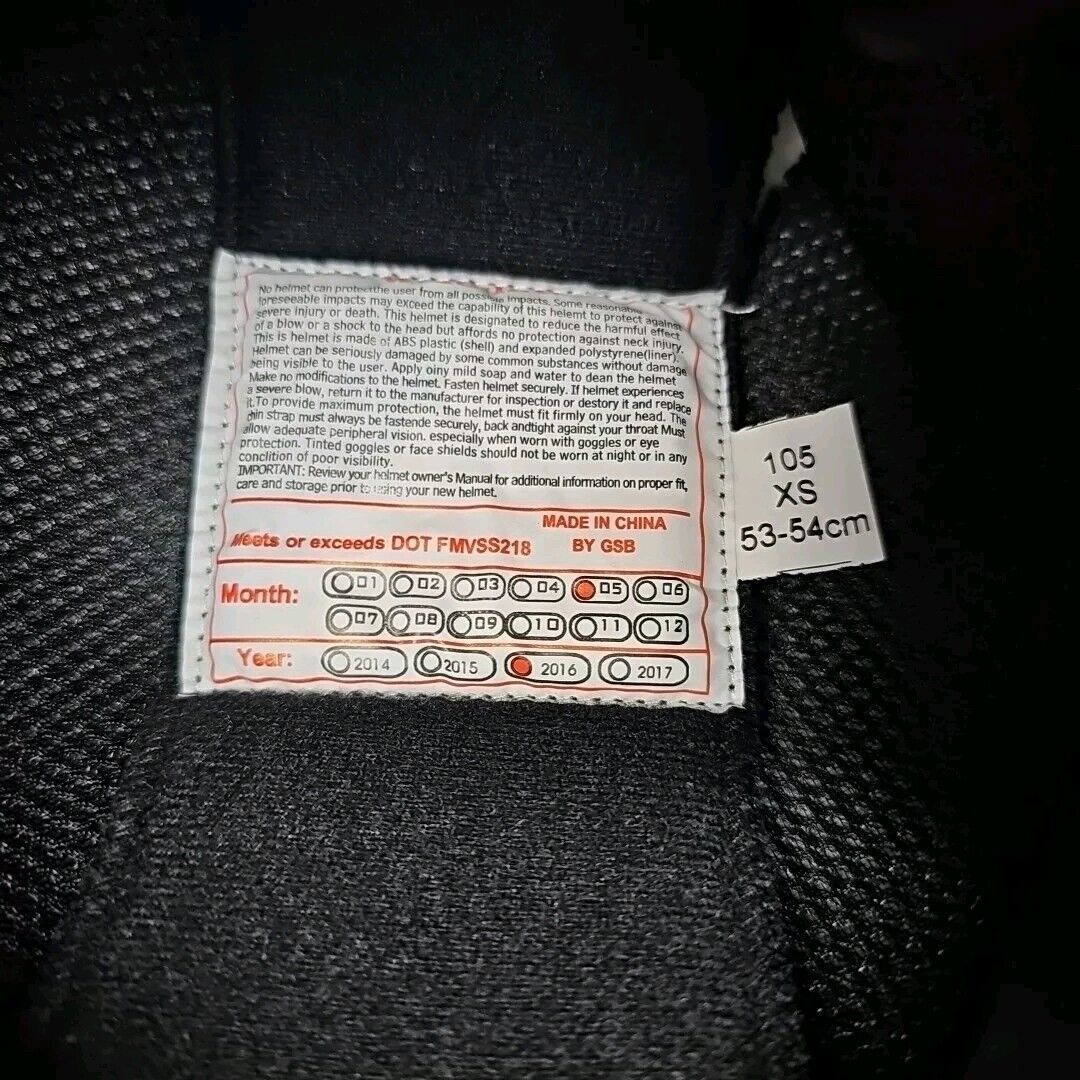 No helmet can protectthe user from all possible impacts. Some reasonable
foreseeable impacts may exceed the capability of this helemt to protect against
severe injury or death. This helmet is designated to reduce the harmful effect
of a blow or a shock to the head but affords no protection against neck injury.
This is helmet is made of ABS plastic (shell) and expanded polystyrene(liner).
Helmet can be seriously damaged by some common substances without damage
being visible to the user. Apply oiny mild soap and water to dean the helmet
Make no modifications to the helmet. Fasten helmet securely. If helmet experiences
a severe blow, return it to the manufacturer for inspection or destory it and replace
it.To provide maximum protection, the helmet must fit firmly on your head. The
chin strap must always be fastende securely, back andtight against your throat Must
allow adequate peripheral vision. especially when worn with goggles or eye
protection. Tinted goggles or face shields should not be worn at night or in any
condition of poor visibility.
IMPORTANT: Review your helmet owner's Manual for additional information on proper fit,
care and storage prior to using your new helmet.
MADE IN CHINA
Meets or exceeds DOT FMVSS218 BY GSB
Month: 01 02 03 04 05 06
07 08 09 10 11 12
Year: 2014 2015 2016 2017
105
XS
53-54cm